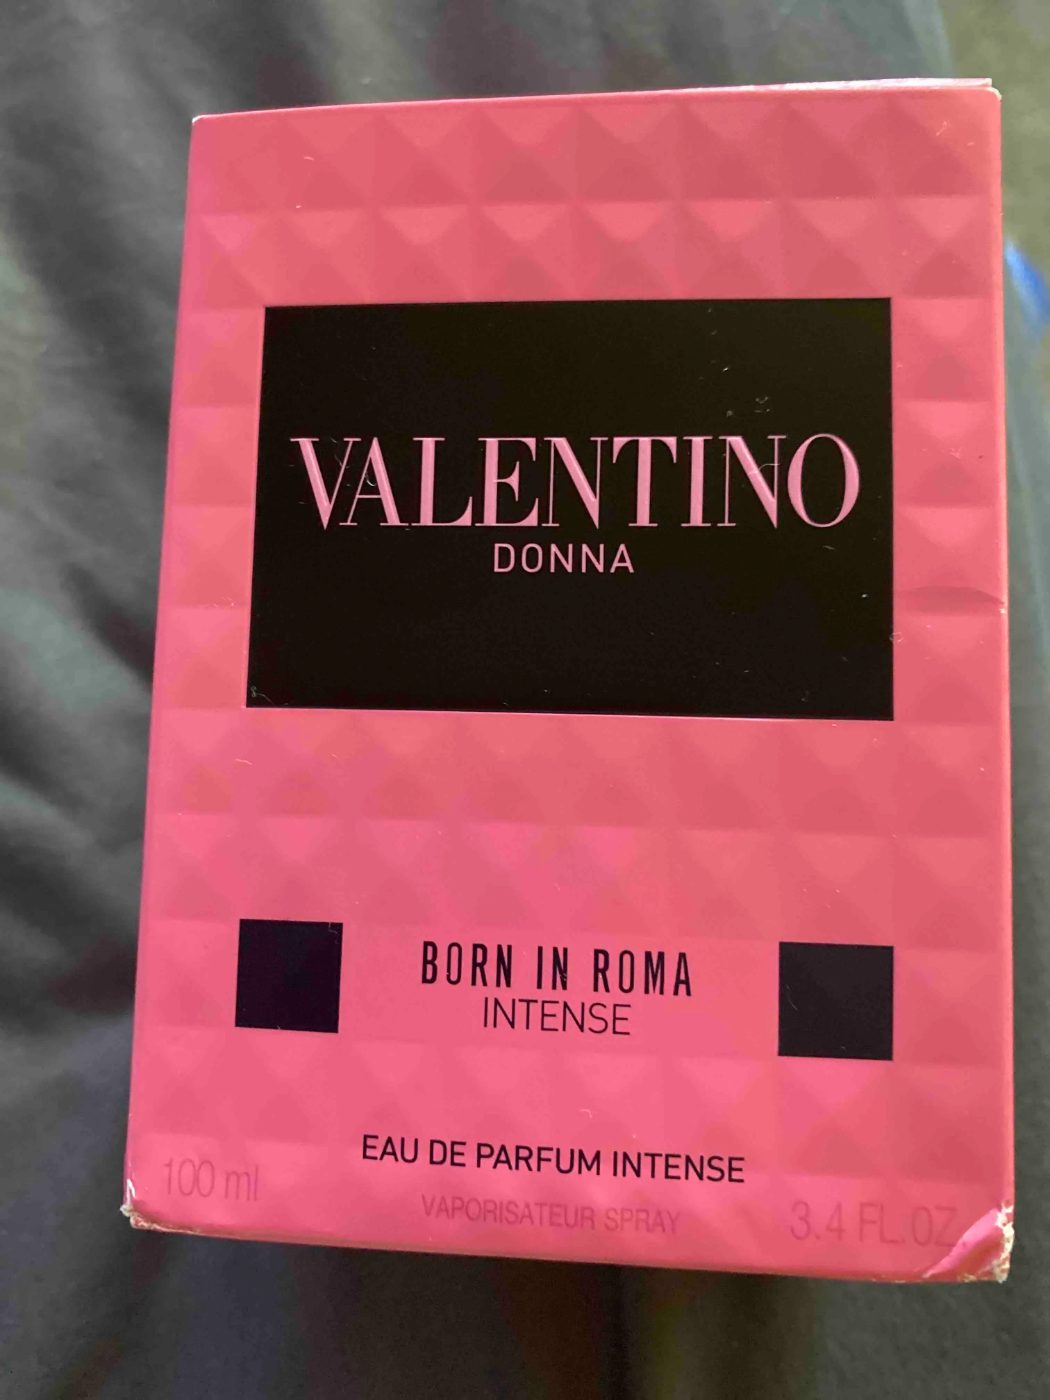 VALENTINO
DONNA
BORN IN ROMA
INTENSE
EAU DE PARFUM INTENSE
100 ml
VAPORISATEUR SPRAY
3.4 FL.OZ